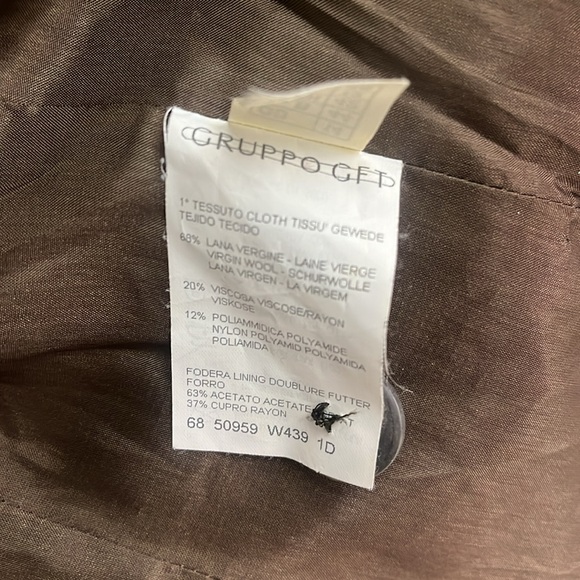 GRUPPO GFT
1° TESSUTO CLOTH TISSU' GEWEDE
TEJIDO TECIDO
68% LANA VERGINE - LAINE VIERGE
VIRGIN WOOL - SCHURWOLLE
LANA VIRGEN - LA VIRGEM
20% VISCOSA VISCOSE/RAYON
VISKOSE
12% POLIAMMIDICA POLYAMIDE
NYLON POLYAMID POLYAMIDA
POLIAMIDA
FODERA LINING DOUBLURE FUTTER
FORRO
63% ACETATO ACETATE
37% CUPRO RAYON
68 50959 W439 1D